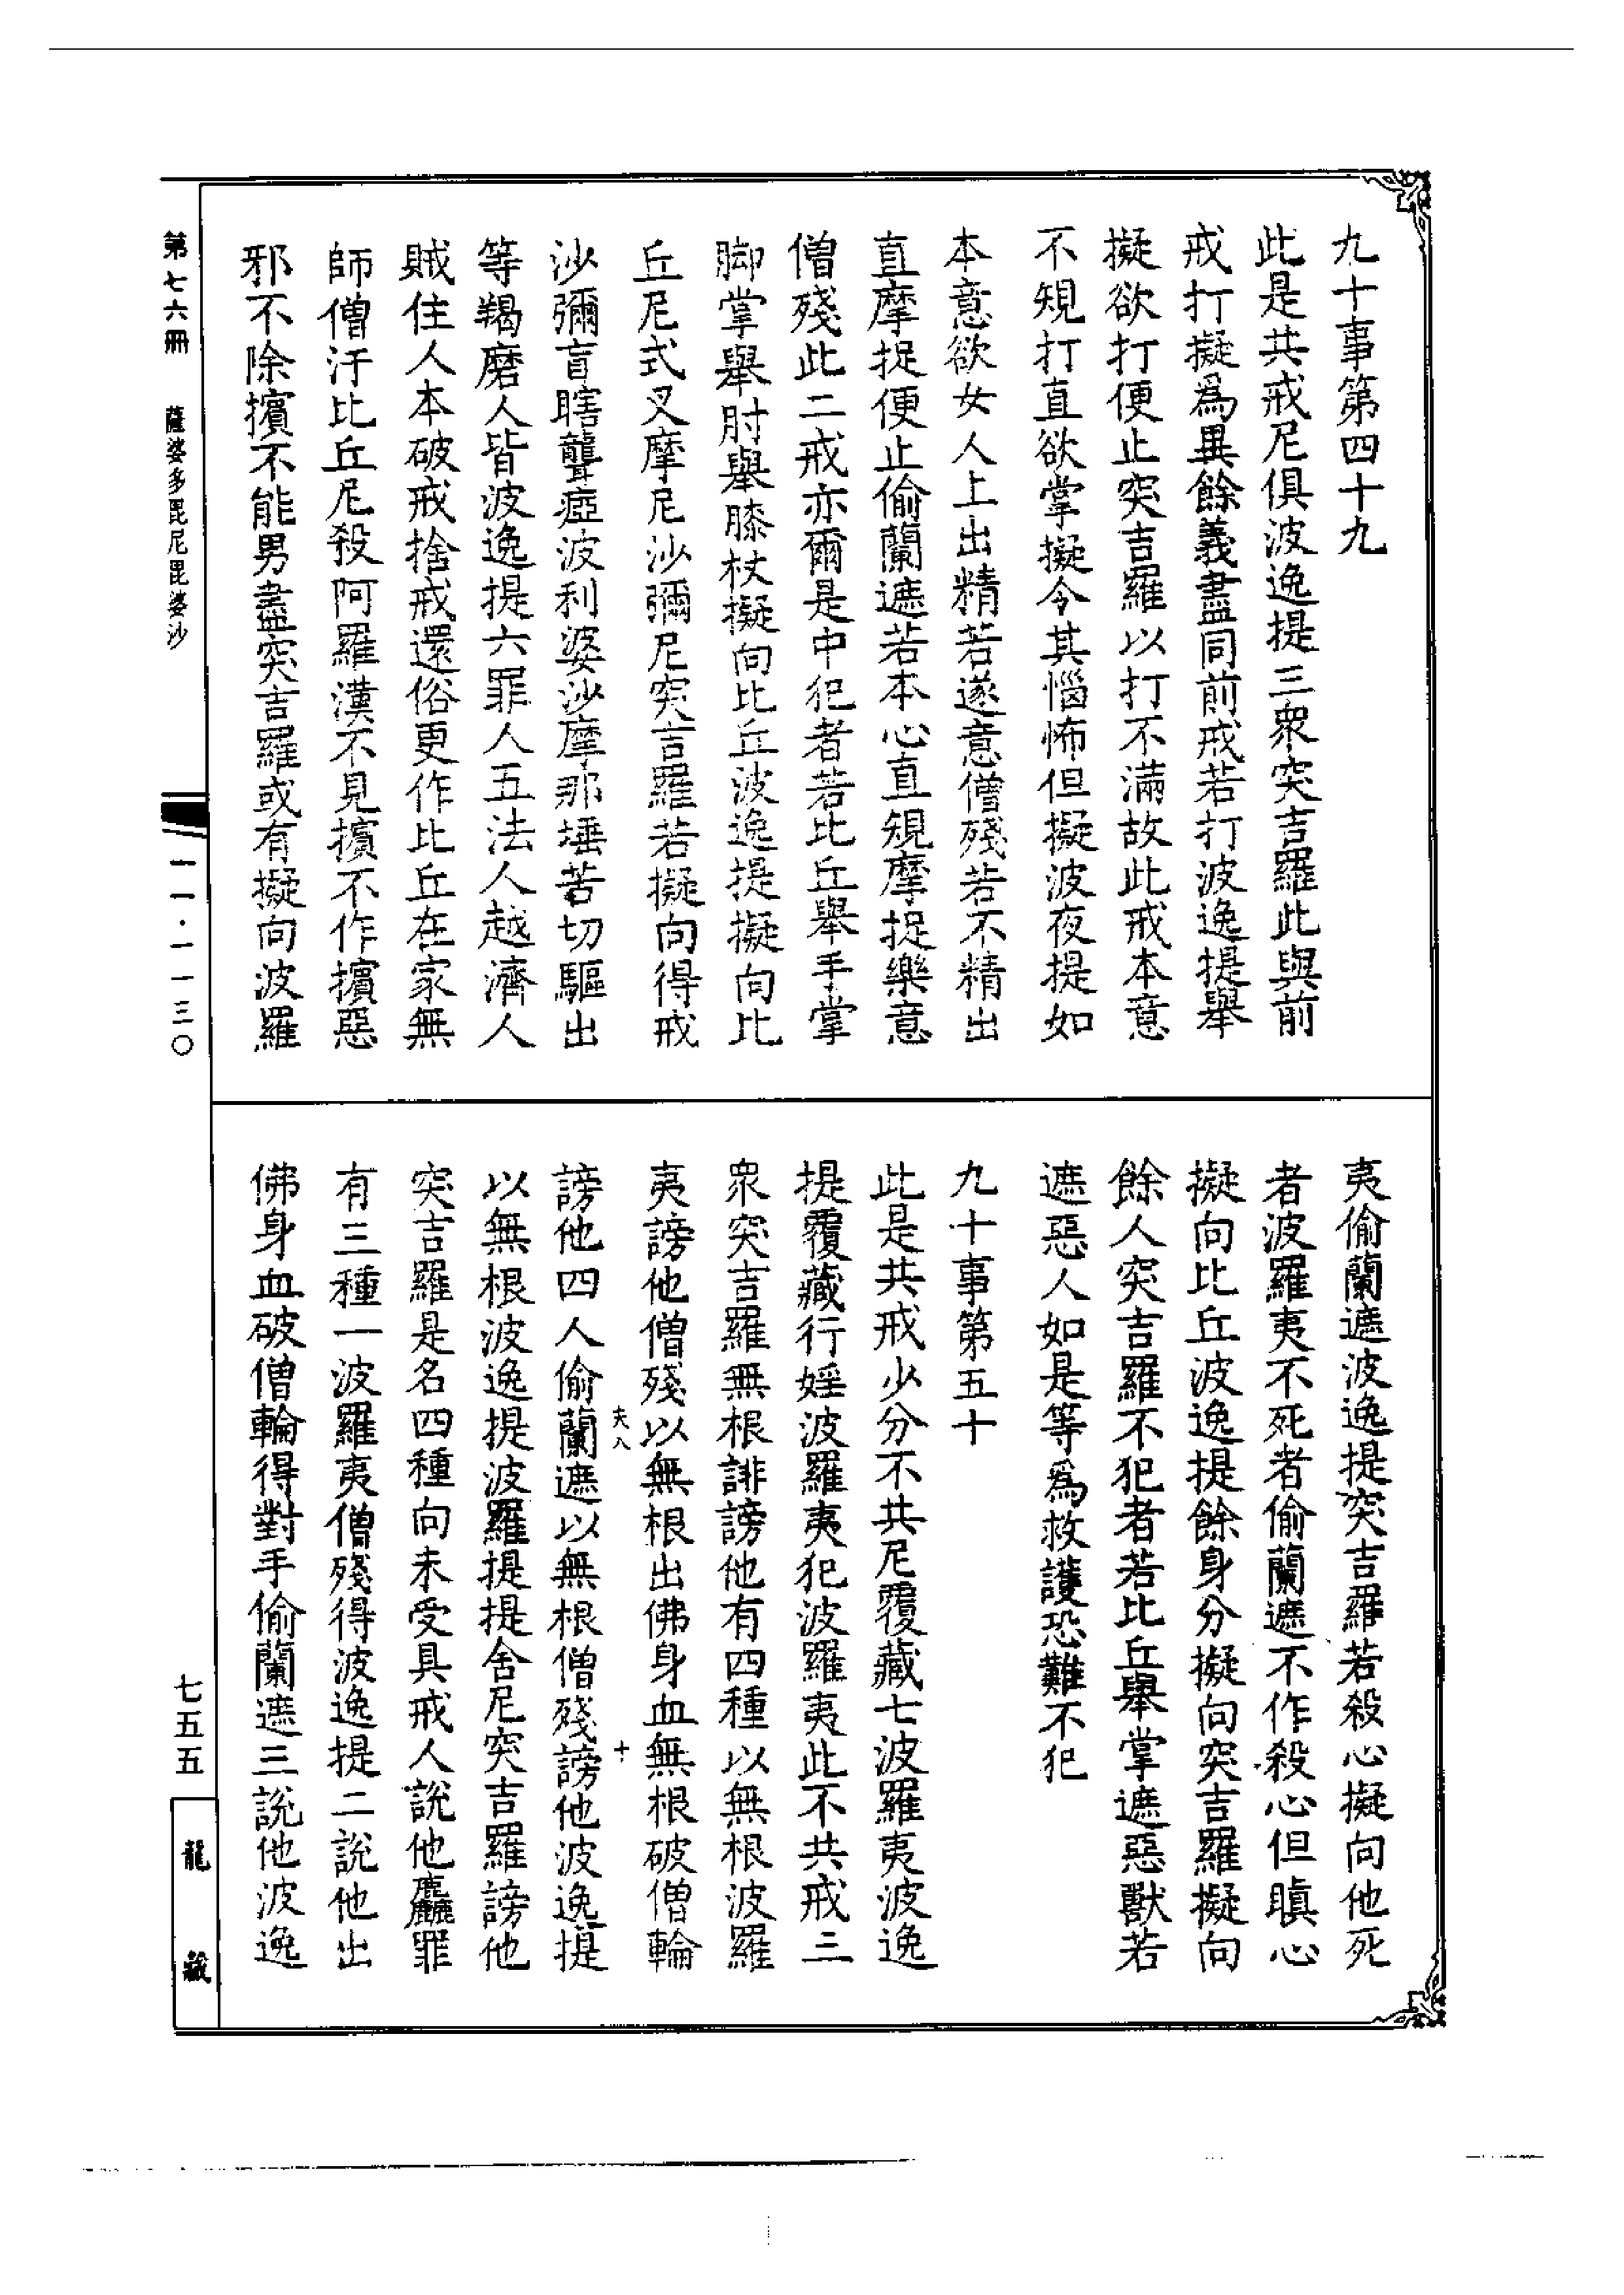 九十事第四十九
此是共戒尼俱波逸提三衆突吉羅此與前
戒打擬爲異餘義盡同前戒若打波逸提舉
擬欲打便止突吉羅以打不滿故此戒本意
不規打直欲掌擬令其惱怖但擬波夜提如
本意欲女人上出精若遂意僧殘若不精出
直摩捉便止偷蘭遮若本心直規摩捉樂意
僧殘此二戒亦爾是中犯者若比丘舉手掌
脚掌舉肘舉膝杖擬向比丘波逸提擬向比
丘尼式叉摩尼沙彌尼突吉羅若擬向得戒
沙彌盲瞎聾瘂波利婆沙摩那埵苦切驅出
等羯磨人皆波逸提六罪人五法人越濟人
賊住人本破戒捨戒還俗更作比丘在家無
師僧汙比丘尼殺阿羅漢不見擯不作擯惡
邪不除擯不能男盡突吉羅或有擬向波羅
夷偷蘭遮波逸提突吉羅若殺心擬向他死
者波羅夷不死者偷蘭遮不作殺心但瞋心
擬向比丘波逸提餘身分擬向突吉羅擬向
餘人突吉羅不犯者若比丘舉掌遮惡獸若
遮惡人如是等爲救護恐難不犯
九十事第五十
此是共戒少分不共尼覆藏七波羅夷波逸
提覆藏行婬波羅夷犯波羅夷此不共戒三
衆突吉羅無根誹謗他有四種以無根波羅
夷謗他僧殘以無根出佛身血無根破僧輪
謗他四人偷蘭遮以無根僧殘謗他波逸提
以無根波逸提波羅提提舍尼突吉羅謗他
突吉羅是名四種向未受具戒人說他麤罪
有三種一波羅夷僧殘得波逸提二說他出
佛身血破僧輪得對手偷蘭遮三說他波逸
十
第七六冊 薩婆多毘尼毘婆沙
一一·一一三〇
七五五
龍藏